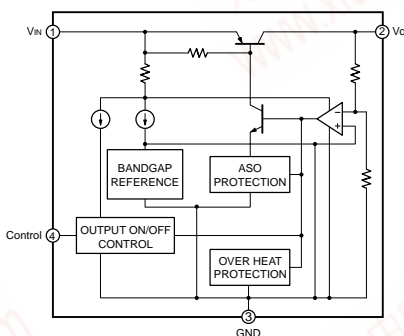 VIN 1
2 Vo
BANDGAP
REFERENCE
ASO
PROTECTION
−
+
Control 4
OUTPUT ON/OFF
CONTROL
OVER HEAT
PROTECTION
3
GND